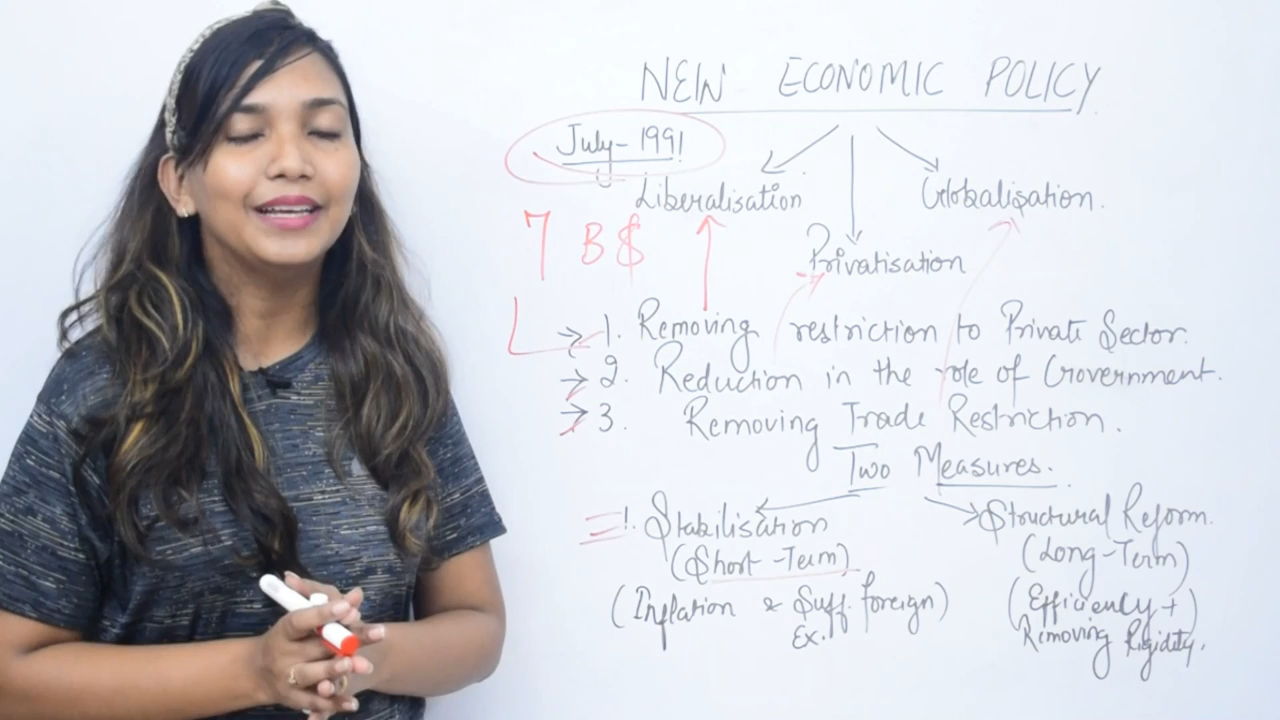 NEW ECONOMIC POLICY
July - 1991
Liberalisation
Globalisation.
7 B$
Privatisation
1. Removing restriction to Private Sector.
2. Reduction in the role of Government.
3. Removing Trade Restriction.
Two Measures.
1. Stabilisation
Structural Reform.
(Short-Term)
(Long-Term)
(Inflation & Suff. foreign)
Ex.
(Efficiency +)
Removing Rigidity.